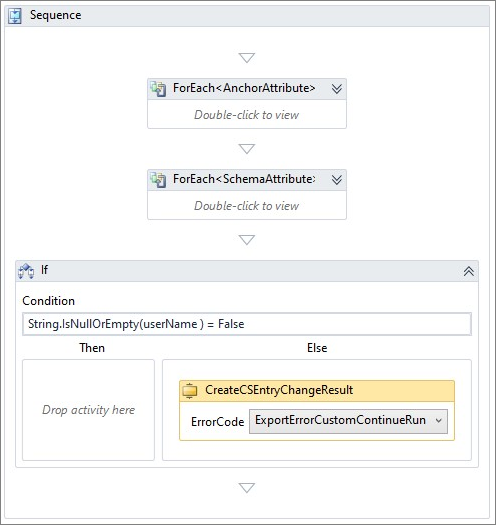 Sequence
ForEach<AnchorAttribute>
Double-click to view
ForEach<SchemaAttribute>
Double-click to view
If
Condition
String.IsNullOrEmpty(userName ) = False
Then
Else
Drop activity here
CreateCSEntryChangeResult
ErrorCode
ExportErrorCustomContinueRun